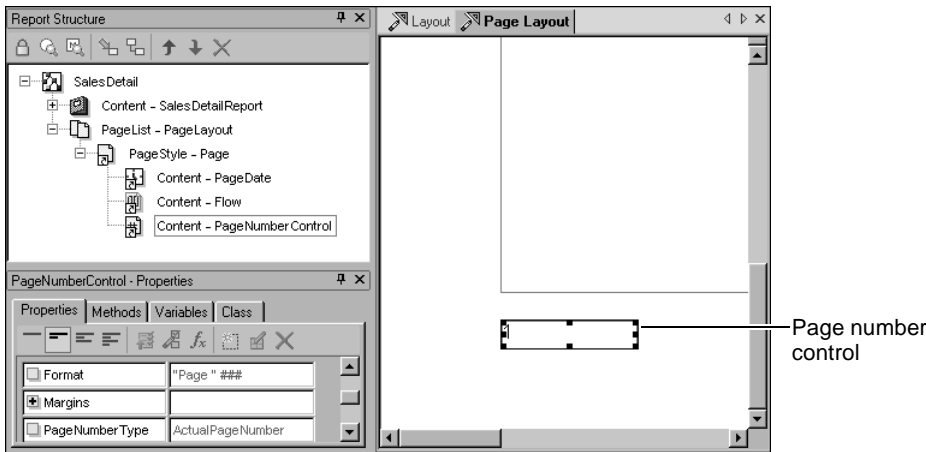 Report Structure
SalesDetail
Content - SalesDetailReport
PageList - PageLayout
PageStyle - Page
Content - PageDate
Content - Flow
Content - PageNumberControl
PageNumberControl - Properties
Properties Methods Variables Class
fx
Format "Page " ###
Margins
PageNumberType ActualPageNumber
Layout Page Layout
Page number
control